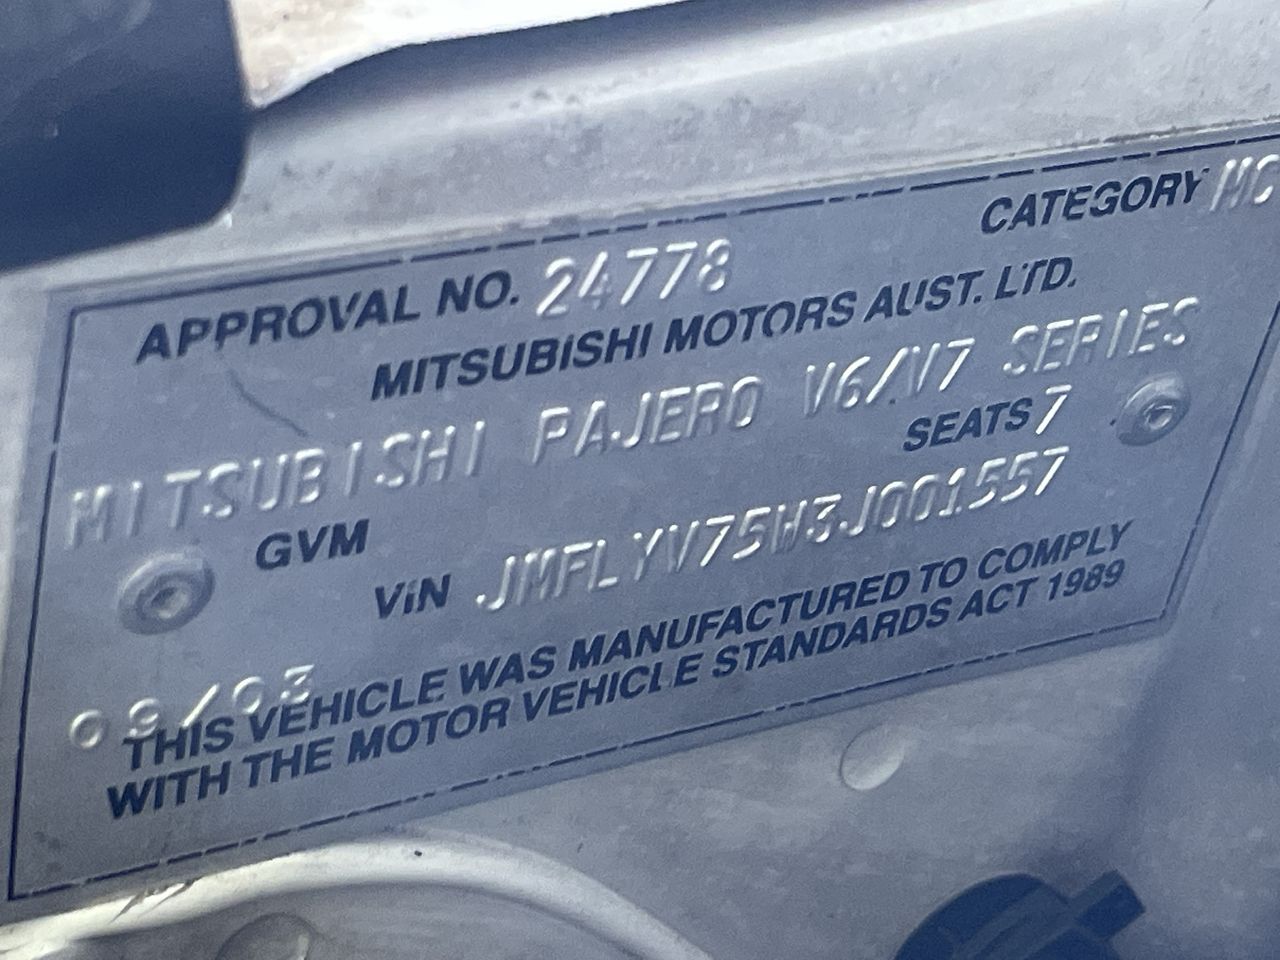 APPROVAL NO. 24778 CATEGORY MC
MITSUBISHI MOTORS AUST. LTD.
MITSUBISHI PAJERO V6/V7 SERIES
SEATS 7
GVM
VIN JMFLYV75W3J001557
09/03
THIS VEHICLE WAS MANUFACTURED TO COMPLY
WITH THE MOTOR VEHICLE STANDARDS ACT 1989